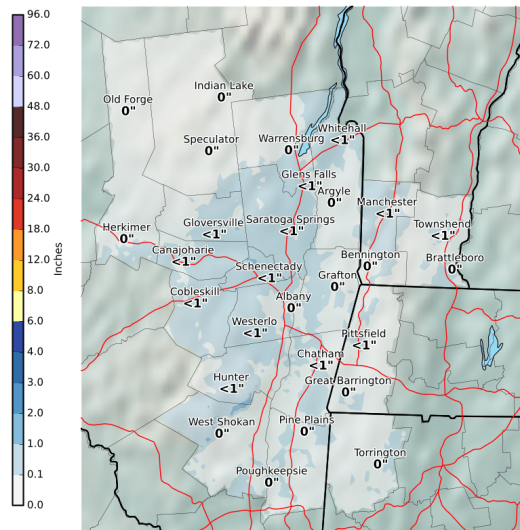 96.0
72.0
60.0
48.0
36.0
30.0
24.0
18.0
12.0
8.0
6.0
4.0
3.0
2.0
1.0
0.1
0.0
Inches
Old Forge
0"
Indian Lake
0"
Speculator
0"
Warrensburg
0"
Whitehall
<1"
Glens Falls
<1"
Argyle
0"
Manchester
<1"
Herkimer
0"
Gloversville
<1"
Saratoga Springs
<1"
Townshend
<1"
Canajoharie
<1"
Schenectady
<1"
Bennington
0"
Brattleboro
0"
Grafton
0"
Cobleskill
<1"
Albany
0"
Westerlo
<1"
Pittsfield
<1"
Chatham
<1"
Hunter
<1"
Great Barrington
0"
West Shokan
0"
Pine Plains
0"
Torrington
0"
Poughkeepsie
0"